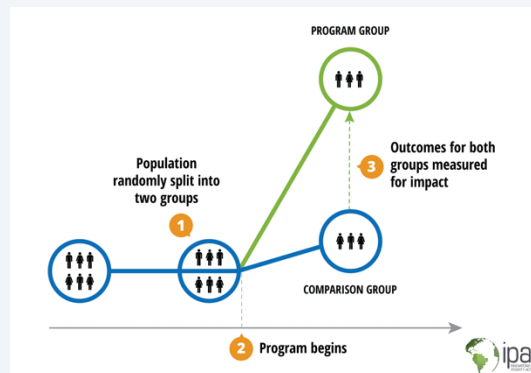 PROGRAM GROUP
Population
randomly split into
two groups
1
3
Outcomes for both
groups measured
for impact
COMPARISON GROUP
2
Program begins
ipa